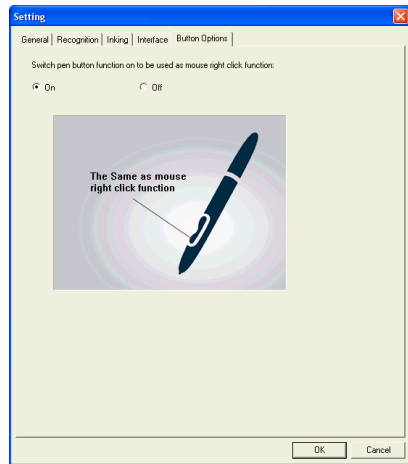 Setting
General Recognition Inking Interface Button Options
Switch pen button function on to be used as mouse right click function:
On Off
The Same as mouse
right click function
OK Cancel